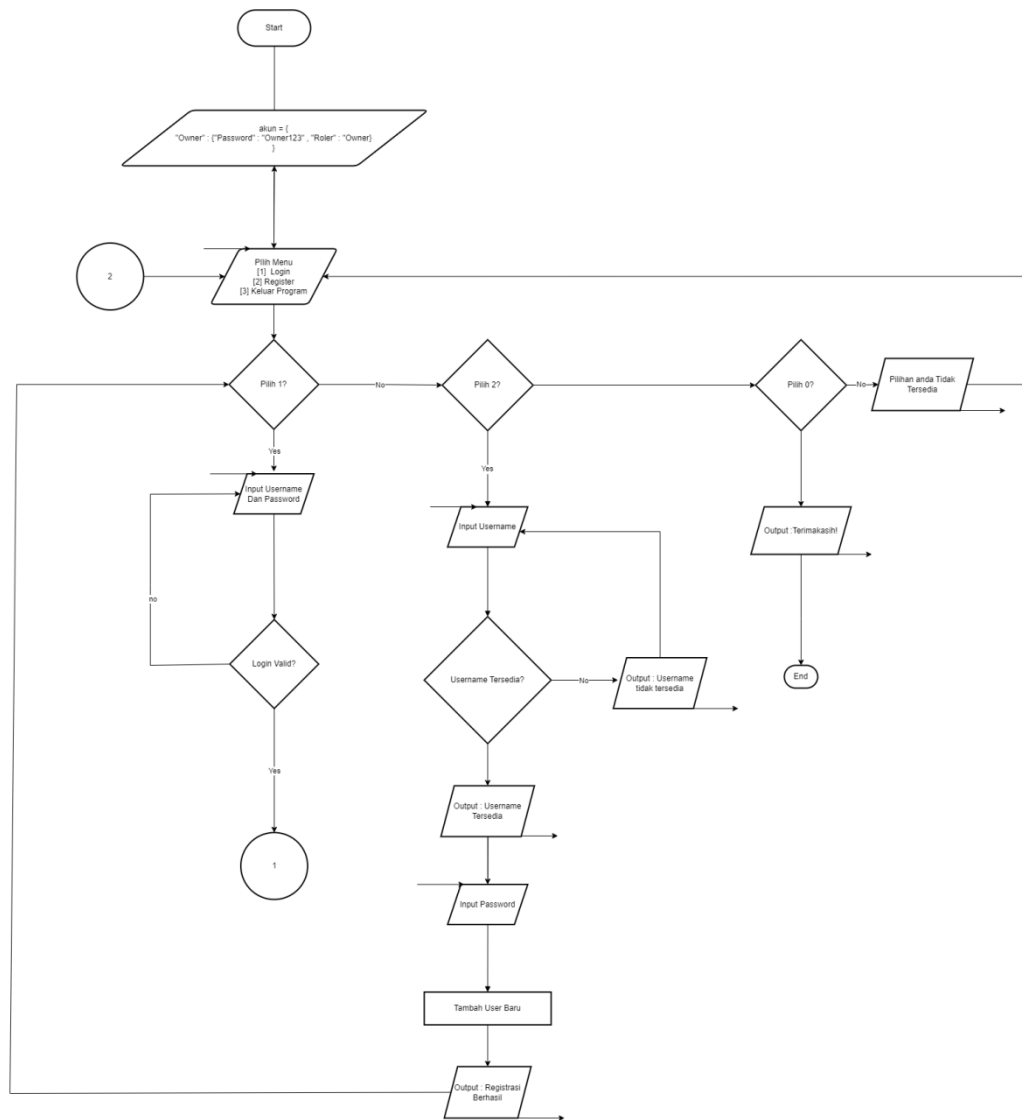 Start
akun = {
"Owner" : {"Password" : "Owner123" , "Roler" : "Owner}
}
2
Pilih Menu
[1] Login
[2] Register
[3] Keluar Program
Pilih 1?
No
Pilih 2?
Pilih 0?
No
Pilihan anda Tidak
Tersedia
Yes
Input Username
Dan Password
Yes
Input Username
Output :Terimakasih!
no
Login Valid?
Username Tersedia?
No
Output : Username
tidak tersedia
End
Yes
Output : Username
Tersedia
1
Input Password
Tambah User Baru
Output : Registrasi
Berhasil